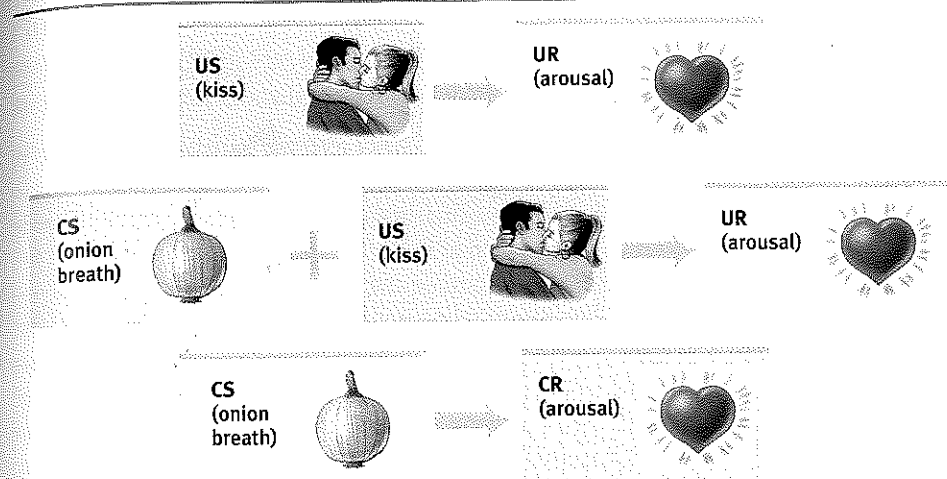 US
(kiss)
UR
(arousal)
CS
(onion
breath)
US
(kiss)
UR
(arousal)
CS
(onion
breath)
CR
(arousal)